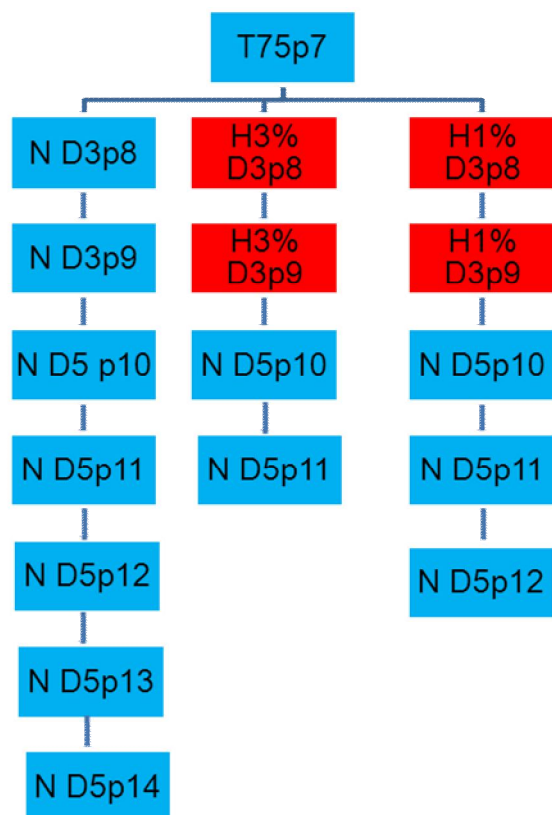 T75p7
N D3p8
H3%
D3p8
H1%
D3p8
N D3p9
H3%
D3p9
H1%
D3p9
N D5 p10
N D5p10
N D5p10
N D5p11
N D5p11
N D5p11
N D5p12
N D5p12
N D5p13
N D5p14